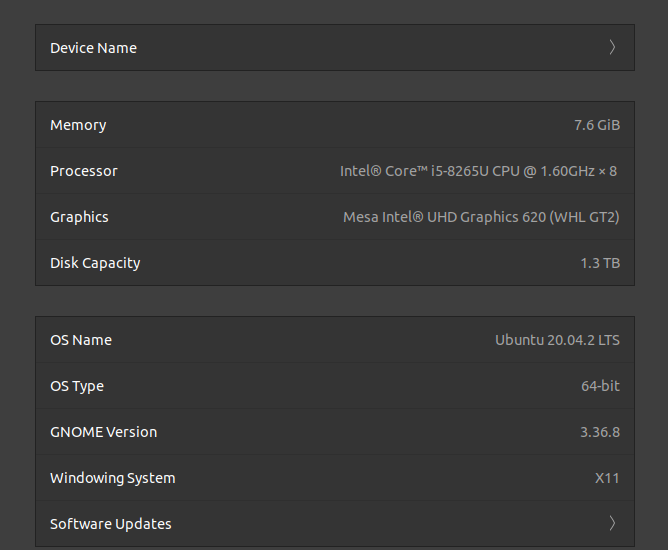 Device Name
Memory 7.6 GiB
Processor Intel® Core™ i5-8265U CPU @ 1.60GHz × 8
Graphics Mesa Intel® UHD Graphics 620 (WHL GT2)
Disk Capacity 1.3 TB
OS Name Ubuntu 20.04.2 LTS
OS Type 64-bit
GNOME Version 3.36.8
Windowing System X11
Software Updates